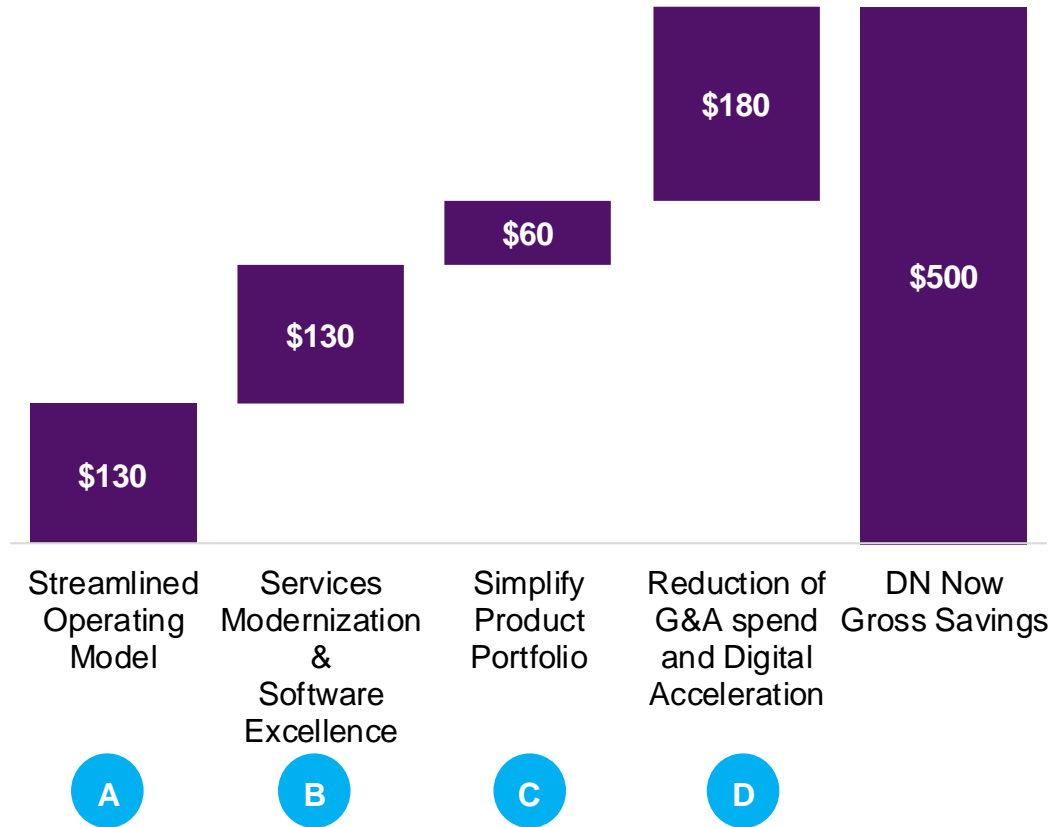 $180
$60
$500
$130
$130
Streamlined
Operating
Model
Services
Modernization
&
Software
Excellence
Simplify
Product
Portfolio
Reduction of
G&A spend
and Digital
Acceleration
DN Now
Gross Savings
A
B
C
D